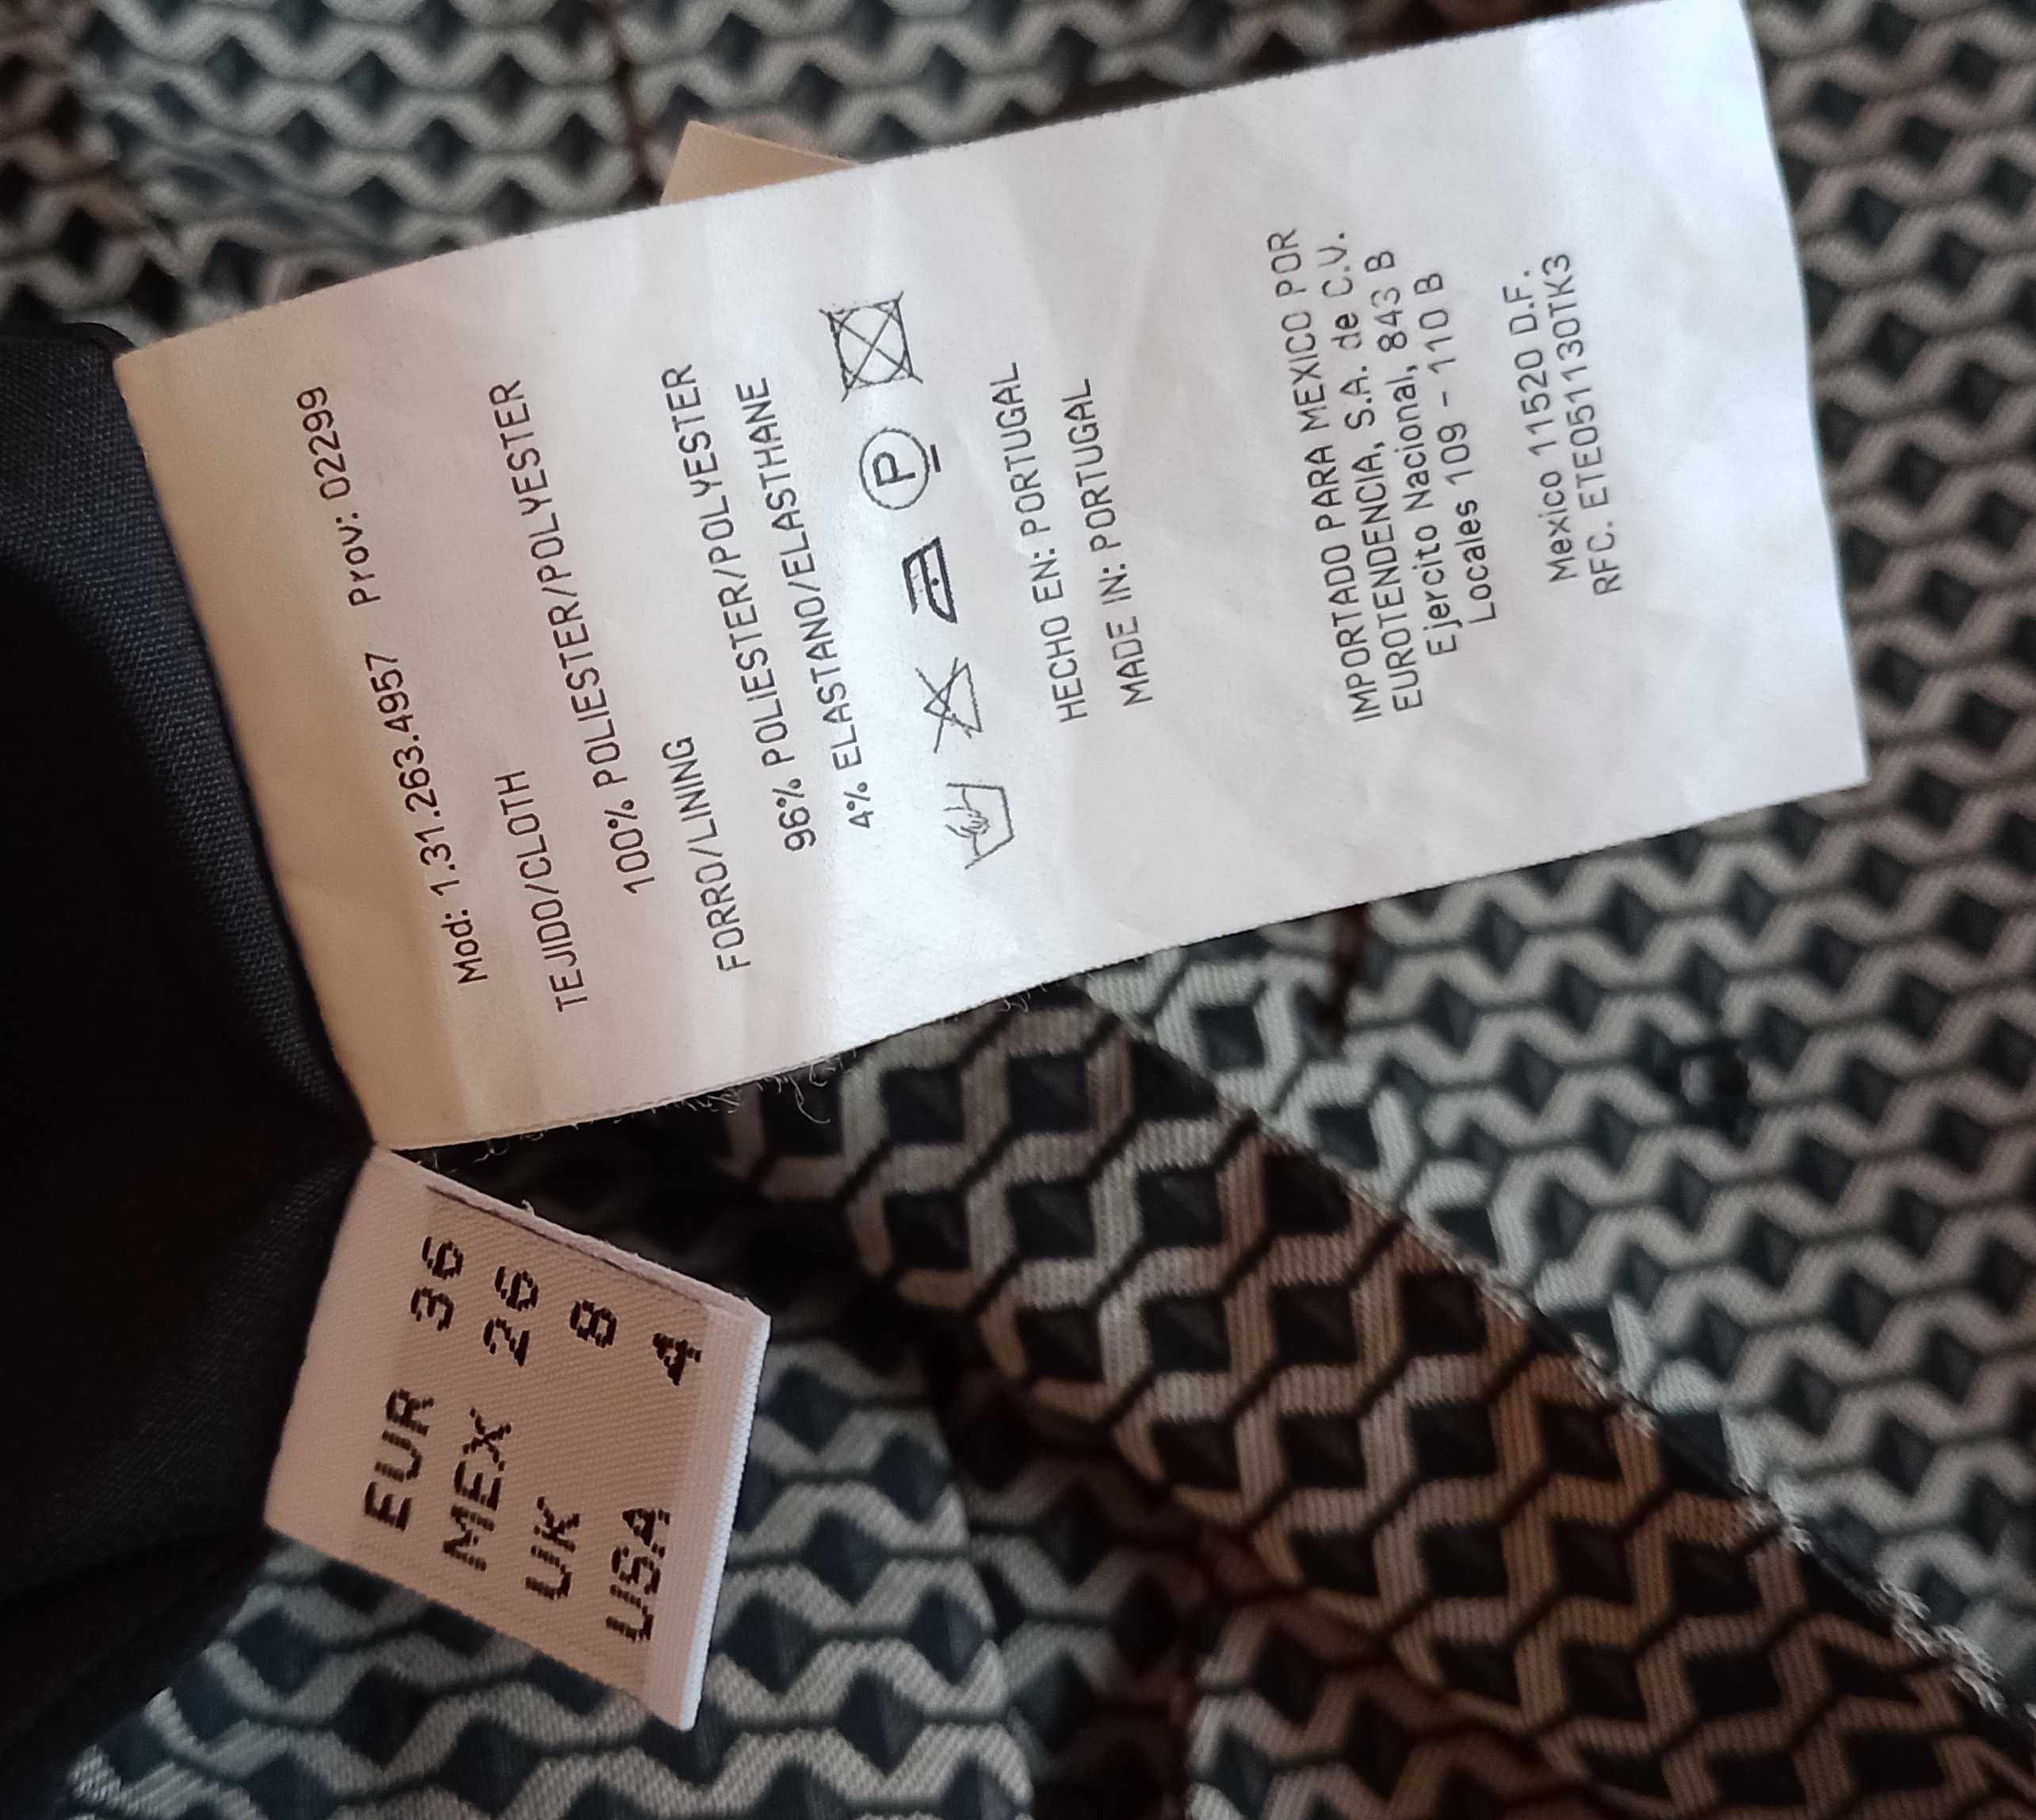 Mod: 1.31.263.4957 Prov: 02299
TEJIDO/CLOTH
100% POLIESTER/POLYESTER
FORRO/LINING
96% POLIESTER/POLYESTER
4% ELASTANO/ELASTHANE
P
HECHO EN: PORTUGAL
MADE IN: PORTUGAL
IMPORTADO PARA MEXICO POR
EUROTENDENCIA, S.A. de C.V.
Ejercito Nacional, 843 B
Locales 109 - 110 B
Mexico 11520 D.F.
RFC. ETE051130TK3
EUR 36
MEX 26
UK 8
USA 4